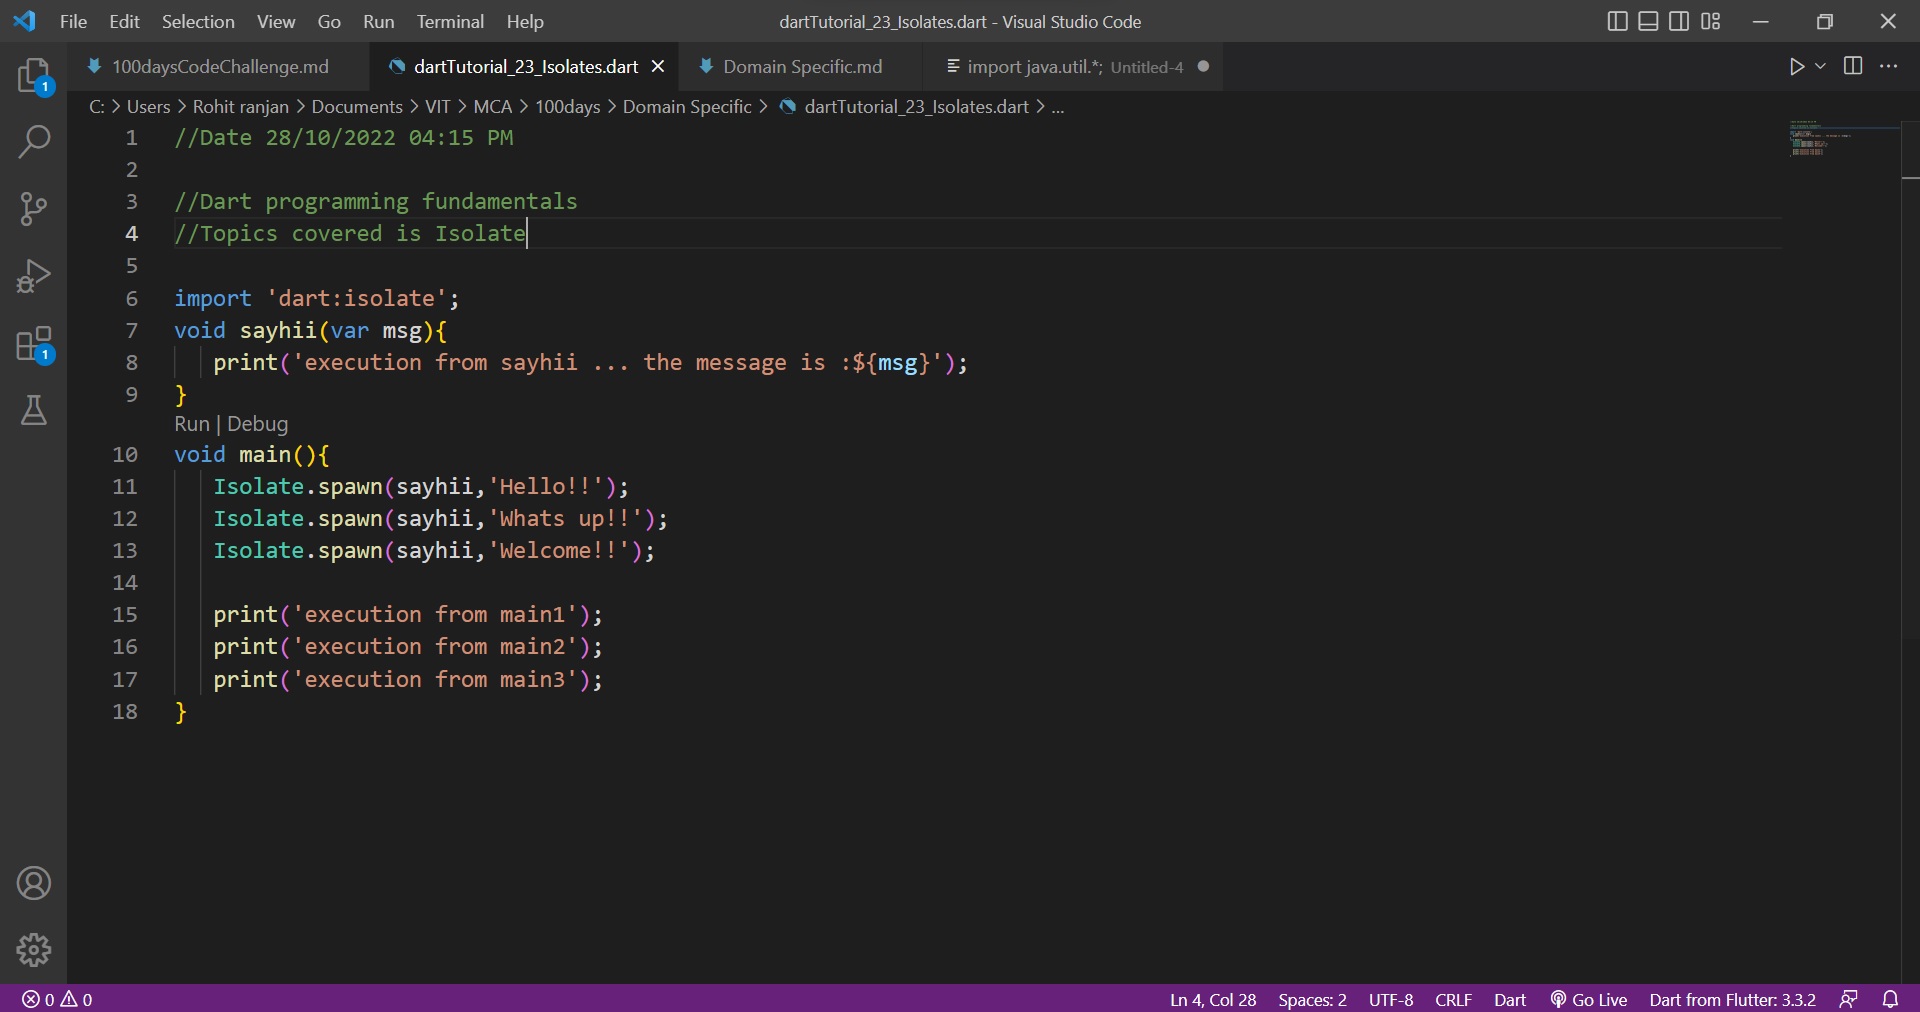 File Edit Selection View Go Run Terminal Help dartTutorial_23_Isolates.dart - Visual Studio Code
100daysCodeChallenge.md dartTutorial_23_Isolates.dart Domain Specific.md import java.util.*; Untitled-4
C: > Users > Rohit ranjan > Documents > VIT > MCA > 100days > Domain Specific > dartTutorial_23_Isolates.dart > ...
1 //Date 28/10/2022 04:15 PM
2
3 //Dart programming fundamentals
4 //Topics covered is Isolate
5
6 import 'dart:isolate';
7 void sayhii(var msg){
8 print('execution from sayhii ... the message is :${msg}');
9 }
Run | Debug
10 void main(){
11 Isolate.spawn(sayhii,'Hello!!');
12 Isolate.spawn(sayhii,'Whats up!!');
13 Isolate.spawn(sayhii,'Welcome!!');
14
15 print('execution from main1');
16 print('execution from main2');
17 print('execution from main3');
18 }
1
1
0 0 Ln 4, Col 28 Spaces: 2 UTF-8 CRLF Dart Go Live Dart from Flutter: 3.3.2